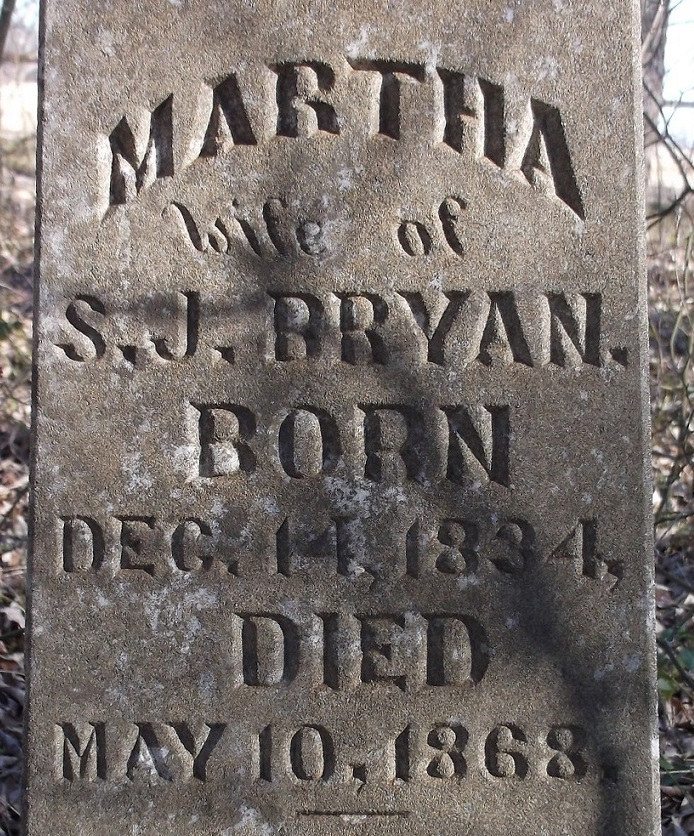 MARTHA
Wife of
S.J. BRYAN.
BORN
DEC. 14, 1834,
DIED
MAY 10, 1868.